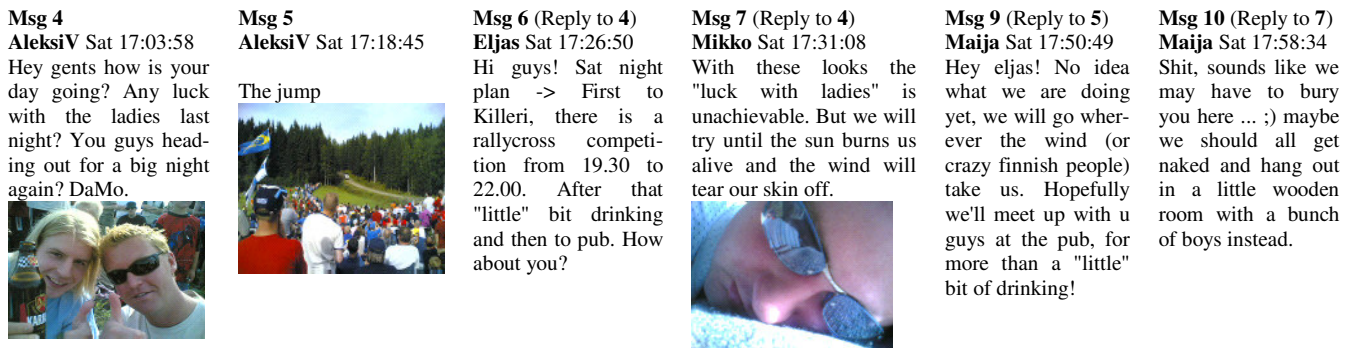 Msg 4
AleksiV Sat 17:03:58
Hey gents how is your
day going? Any luck
with the ladies last
night? You guys head-
ing out for a big night
again? DaMo.
Msg 5
AleksiV Sat 17:18:45
The jump
Msg 6 (Reply to 4)
Eljas Sat 17:26:50
Hi guys! Sat night
plan -> First to
Killeri, there is a
rallycross competi-
tion from 19.30 to
22.00. After that
"little" bit drinking
and then to pub. How
about you?
Msg 7 (Reply to 4)
Mikko Sat 17:31:08
With these looks the
"luck with ladies" is
unachievable. But we will
try until the sun burns us
alive and the wind will
tear our skin off.
Msg 9 (Reply to 5)
Maija Sat 17:50:49
Hey eljas! No idea
what we are doing
yet, we will go wher-
ever the wind (or
crazy finnish people)
take us. Hopefully
we'll meet up with u
guys at the pub, for
more than a "little"
bit of drinking!
Msg 10 (Reply to 7)
Maija Sat 17:58:34
Shit, sounds like we
may have to bury
you here ... ;) maybe
we should all get
naked and hang out
in a little wooden
room with a bunch
of boys instead.